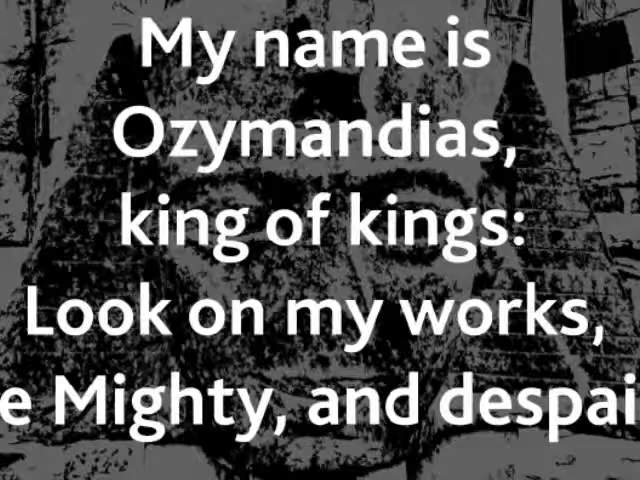 My name is
Ozymandias,
king of kings:
Look on my works,
e Mighty, and despai